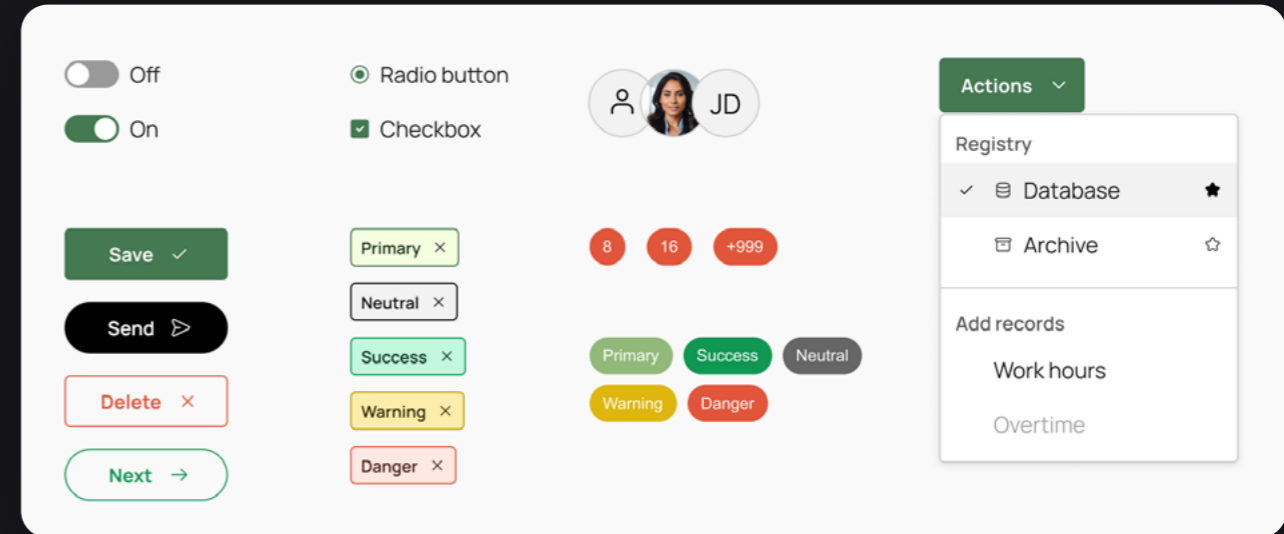 Off
On
Radio button
Checkbox
JD
Actions
Registry
Database
Archive
Add records
Work hours
Overtime
Save
Send
Delete
Next
Primary
Neutral
Success
Warning
Danger
8 16 +999
Primary Success Neutral
Warning Danger